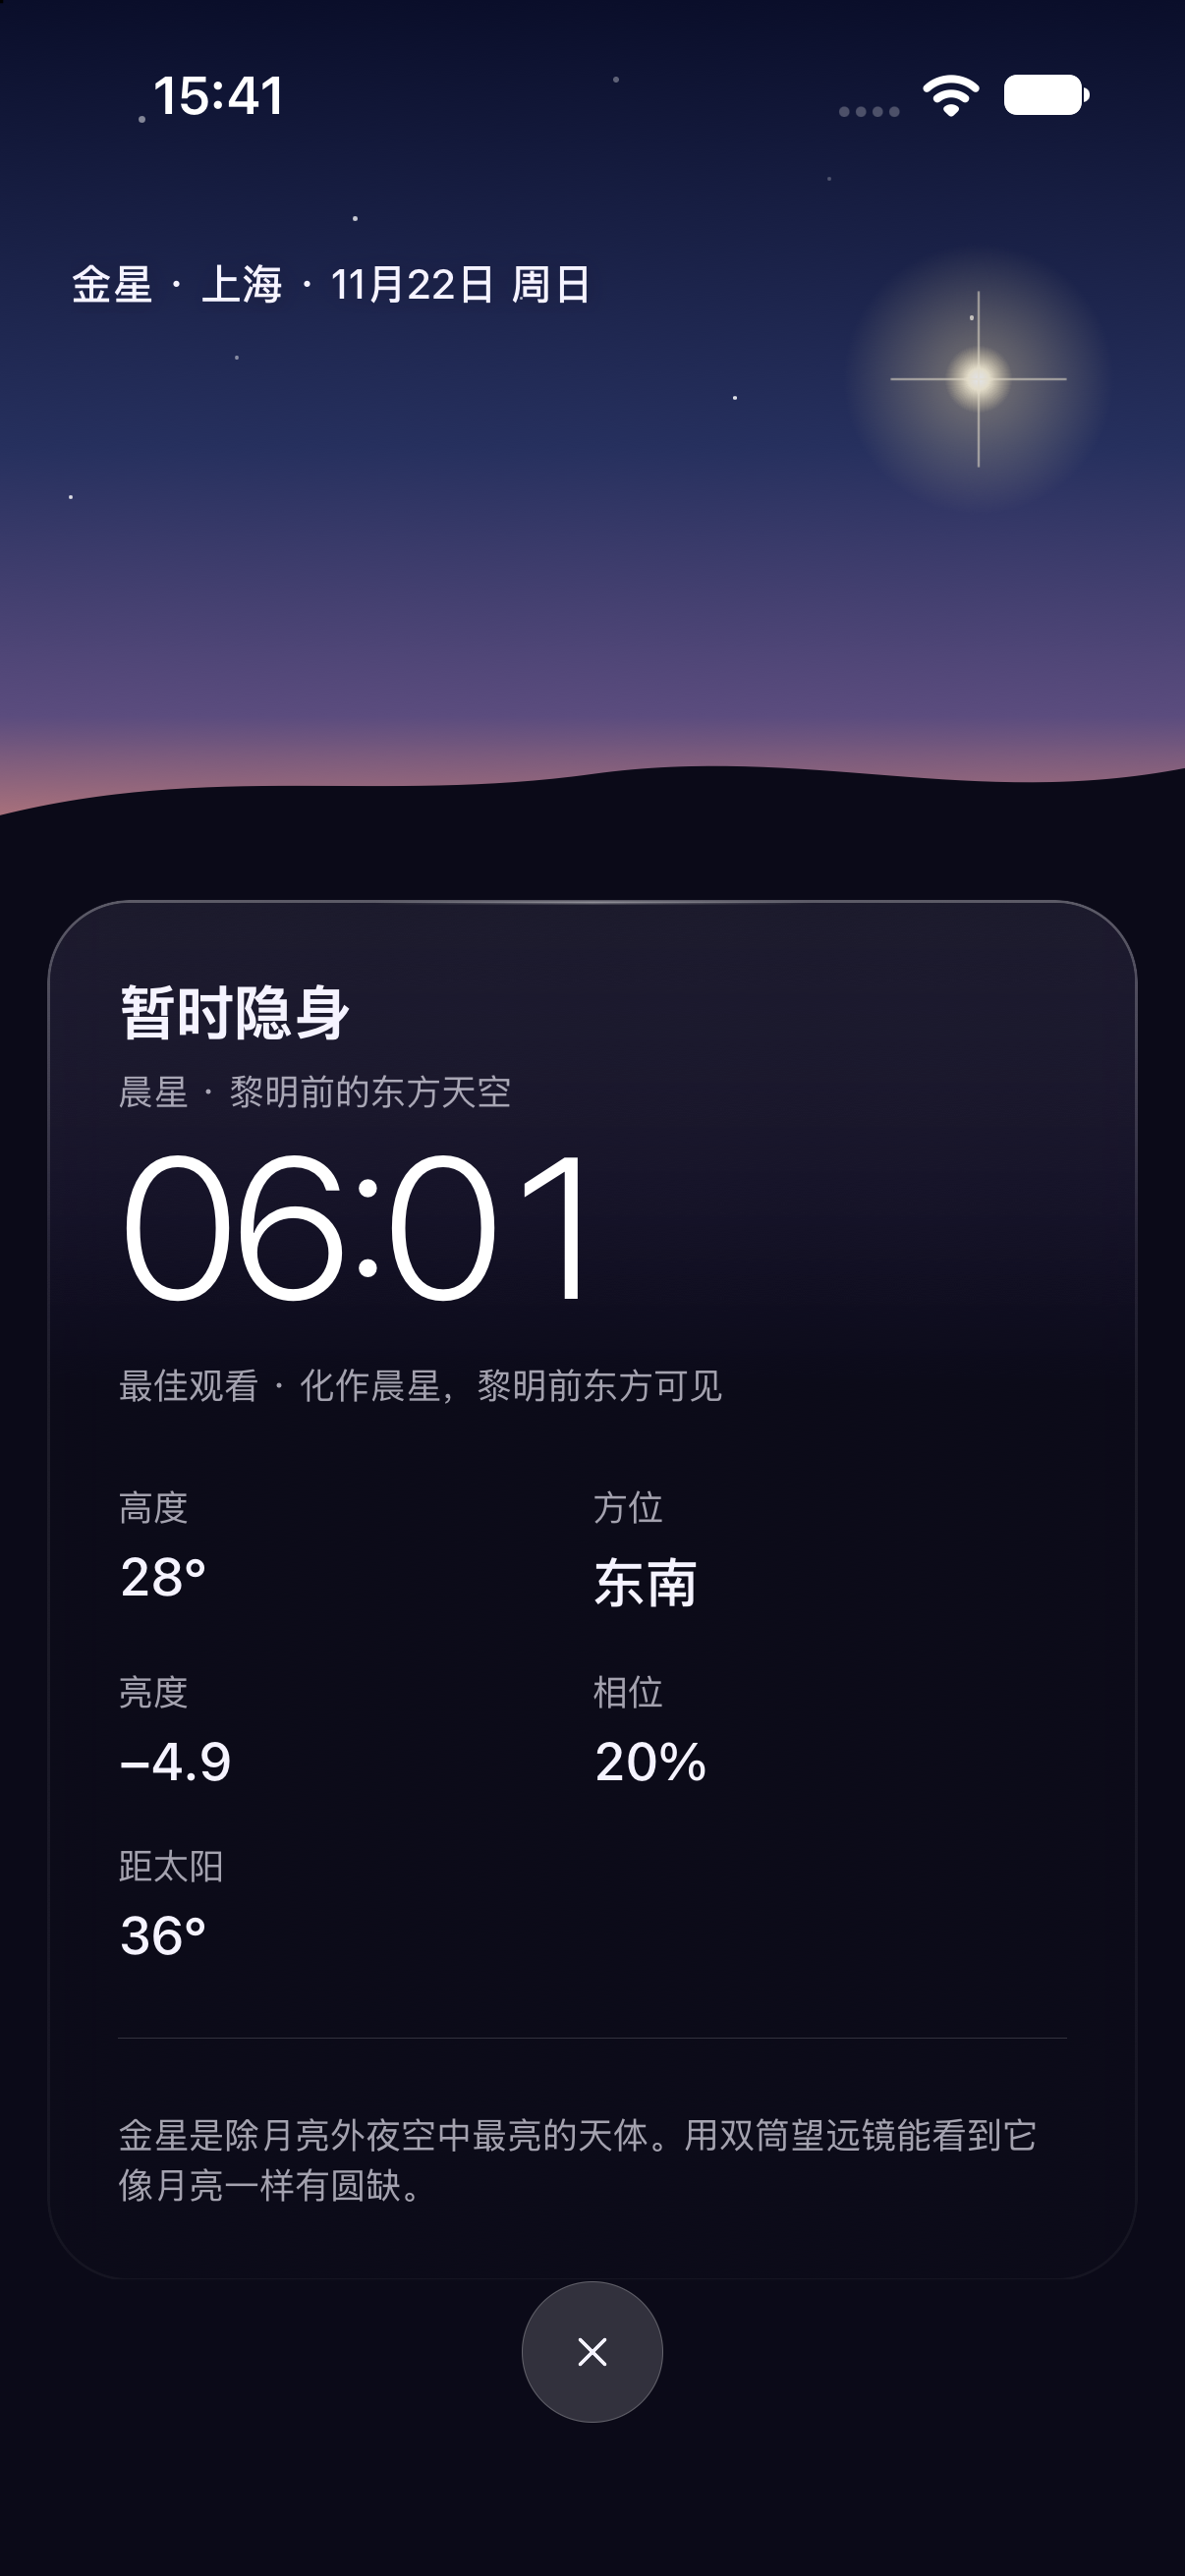 15:41
金星 · 上海 · 11月22日 周日
暂时隐身
晨星 · 黎明前的东方天空
06:01
最佳观看 · 化作晨星，黎明前东方可见
高度
方位
28°
东南
亮度
相位
–4.9
20%
距太阳
36°
金星是除月亮外夜空中最亮的天体。用双筒望远镜能看到它
像月亮一样有圆缺。